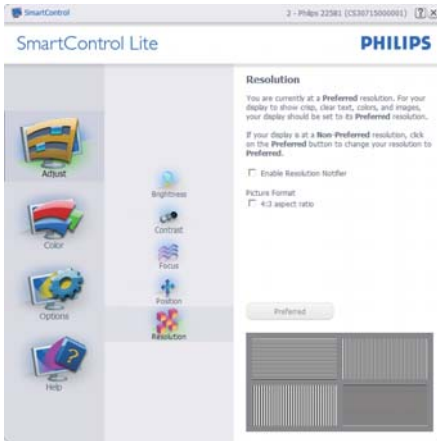 SmartControl
2 - Philips 225B1 (CS30715000001)
SmartControl Lite
PHILIPS
Adjust
Color
Options
Help
Brightness
Contrast
Focus
Position
Resolution
Resolution
You are currently at a Preferred resolution. For your
display to show crisp, clear text, colors, and images,
your display should be set to its Preferred resolution.
If your display is at a Non-Preferred resolution, click
on the Preferred button to change your resolution to
Preferred.
Enable Resolution Notifier
Picture Format
4:3 aspect ratio
Preferred